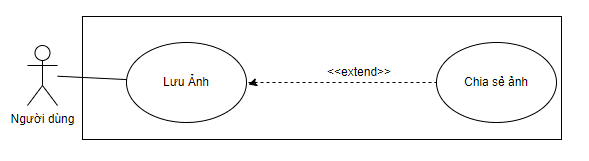 <<extend>>
Lưu Ảnh
Chia sẻ ảnh
Người dùng